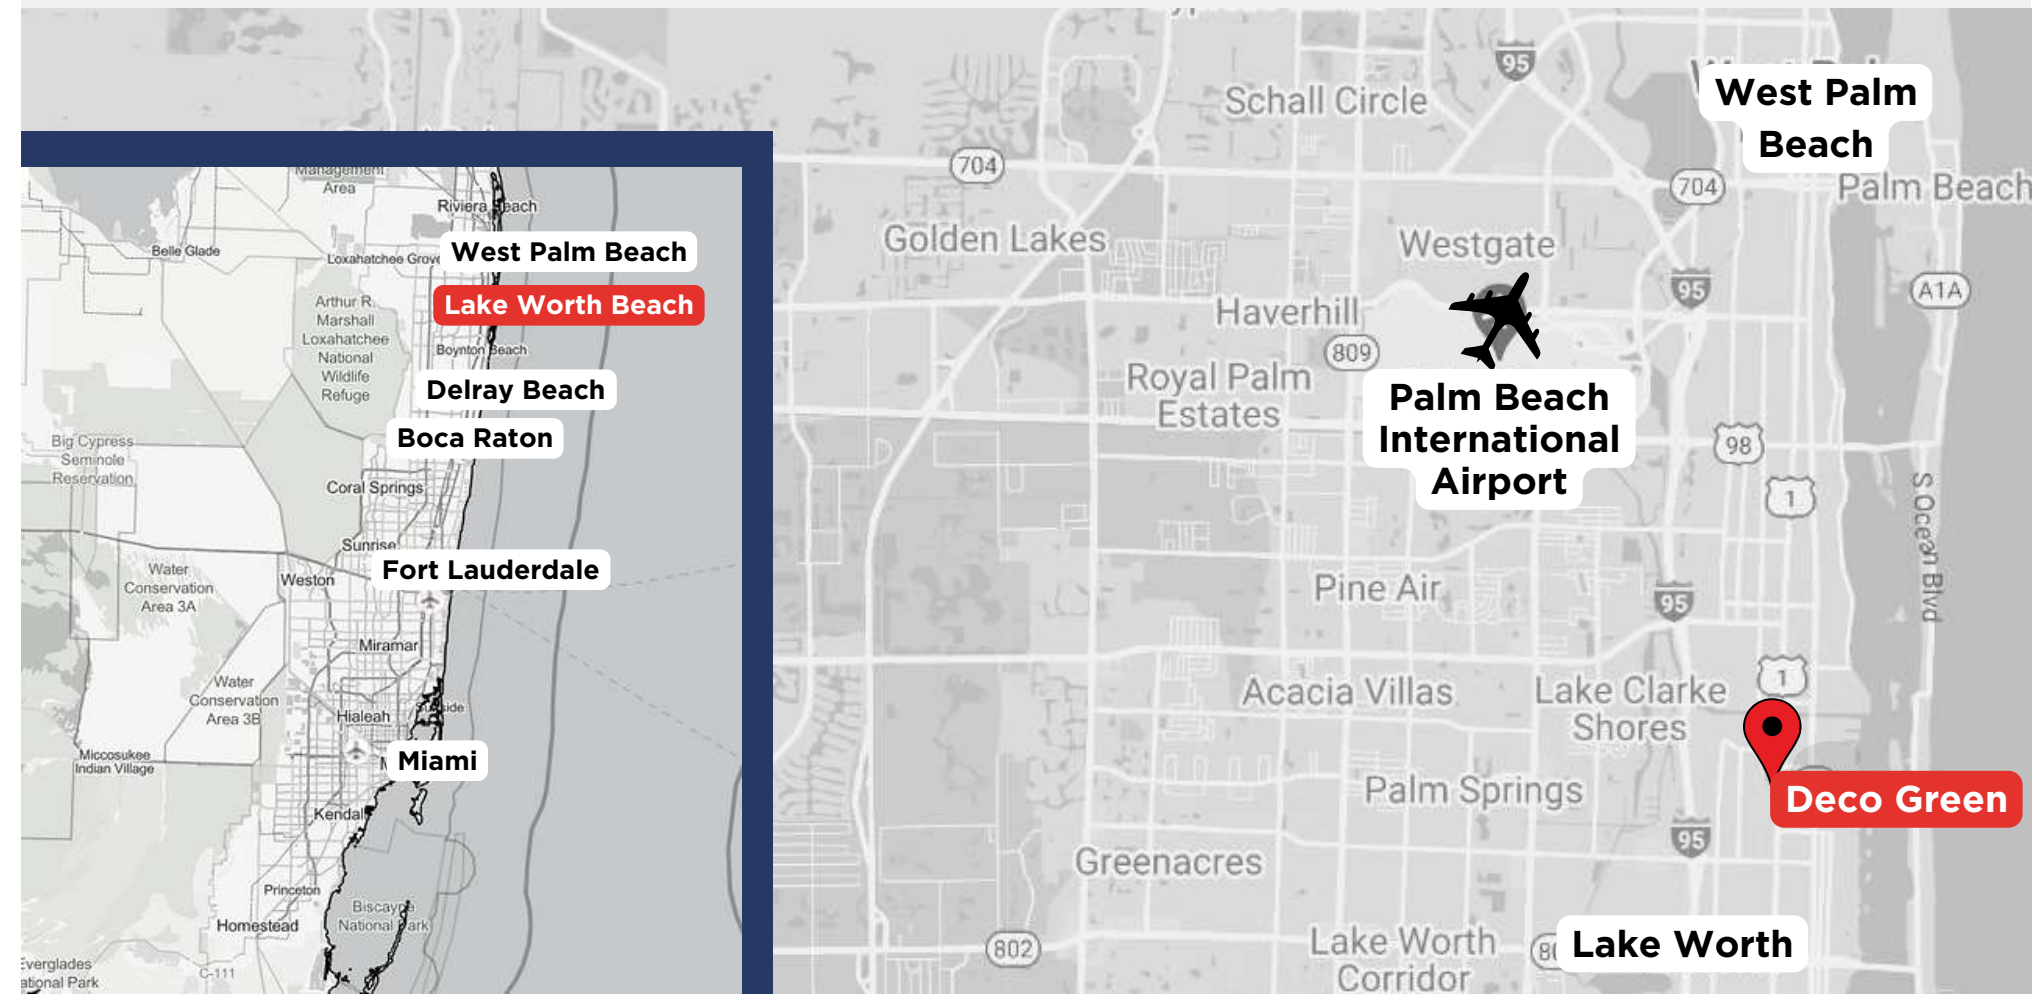 Management
Area
Riviera Beach
Belle Glade
West Palm Beach
Lake Worth Beach
Arthur R.
Marshall
Loxahatchee
National
Wildlife
Refuge
Boynton Beach
Delray Beach
Boca Raton
Big Cypress
Seminole
Reservation
Coral Springs
Sunrise
Fort Lauderdale
Water
Conservation
Area 3A
Weston
Miramar
Water
Conservation
Area 3B
Hialeah
Miccosukee
Indian Village
Miami
Kendall
Princeton
Biscayne
National Park
Homestead
C-111
95
Schall Circle
West Palm
Beach
704
704
Palm Beach
Golden Lakes
Westgate
95
A1A
Haverhill
809
Royal Palm
Estates
Palm Beach
International
Airport
98
1
S Ocean Blvd
Pine Air
95
1
Acacia Villas
Lake Clarke
Shores
Palm Springs
Deco Green
95
Greenacres
802
Lake Worth
Corridor
Lake Worth